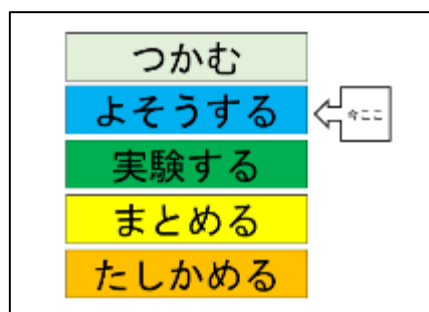 つかむ
よそうする
今ここ
実験する
まとめる
たしかめる